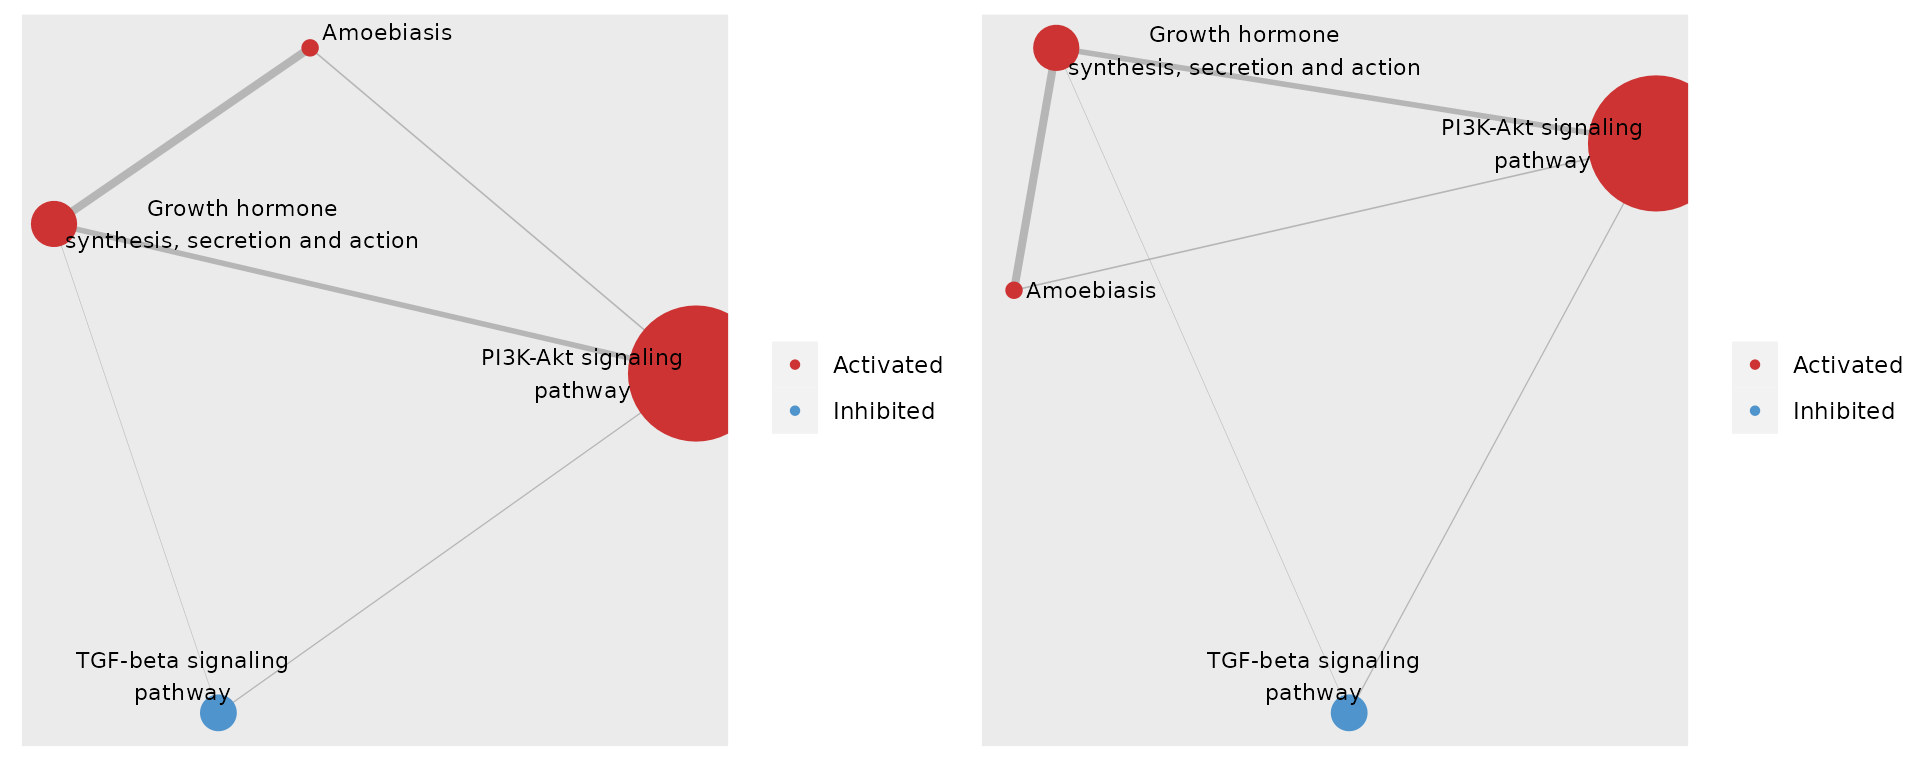 Amoebiasis
Growth hormone
synthesis, secretion and action
PI3K-Akt signaling
pathway
TGF-beta signaling
pathway
Activated
Inhibited
Growth hormone
synthesis, secretion and action
PI3K-Akt signaling
pathway
Amoebiasis
TGF-beta signaling
pathway
Activated
Inhibited